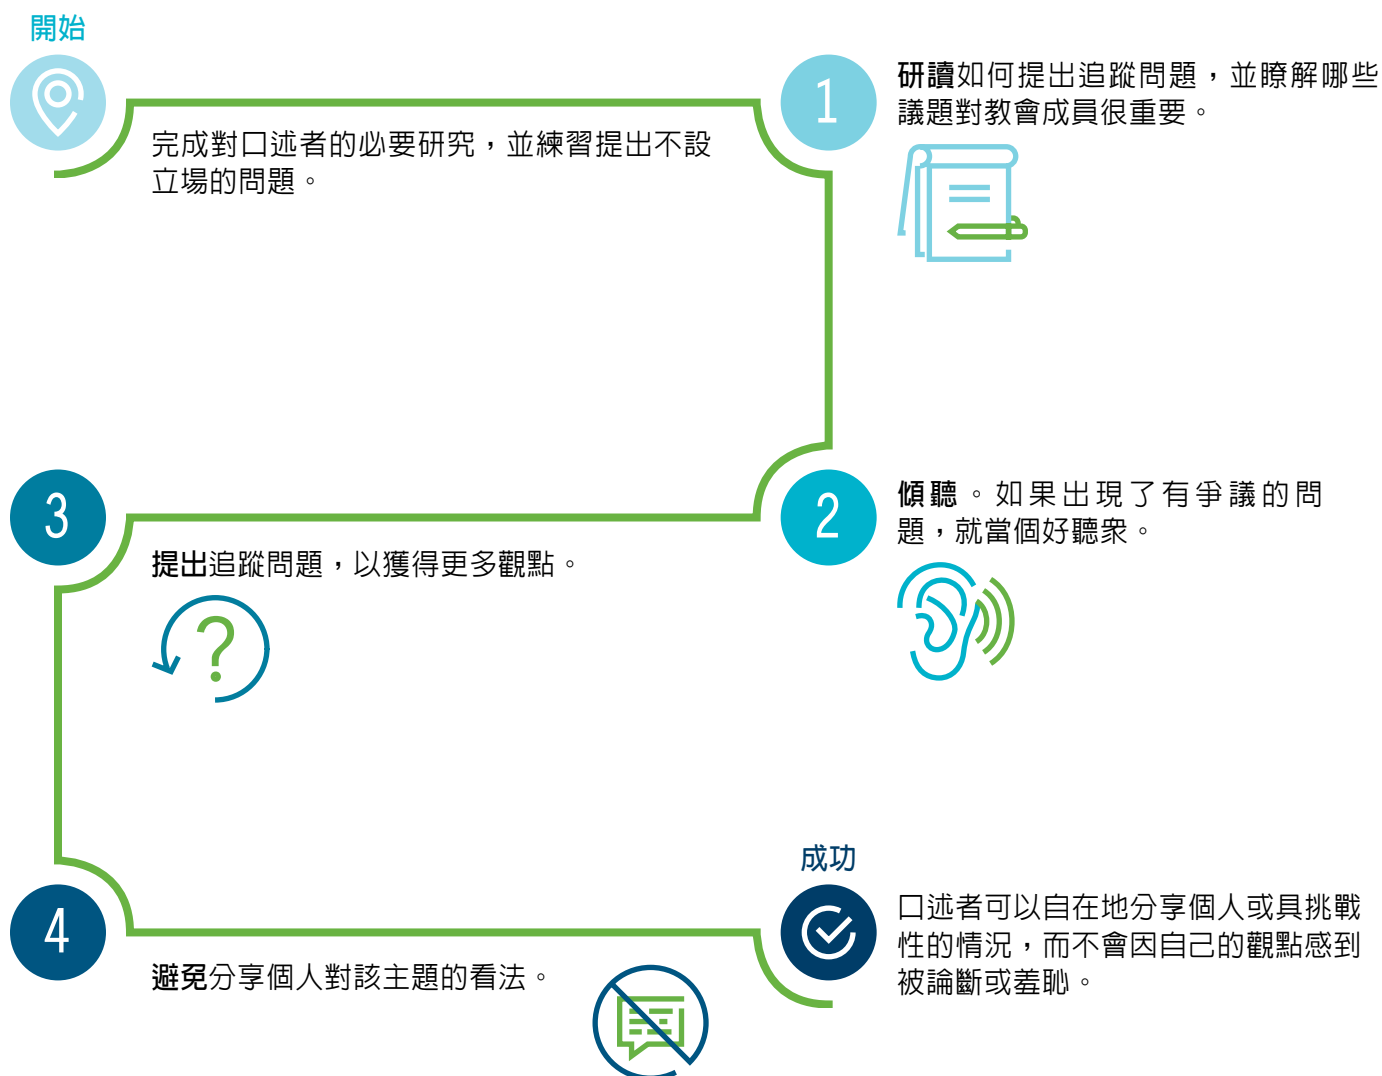 開始
完成對口述者的必要研究，並練習提出不設
立場的問題。
1
研讀如何提出追蹤問題，並瞭解哪些
議題對教會成員很重要。
2
傾聽。如果出現了有爭議的問
題，就當個好聽眾。
3
提出追蹤問題，以獲得更多觀點。
?
4
避免分享個人對該主題的看法。
成功
口述者可以自在地分享個人或具挑戰
性的情況，而不會因自己的觀點感到
被論斷或羞恥。